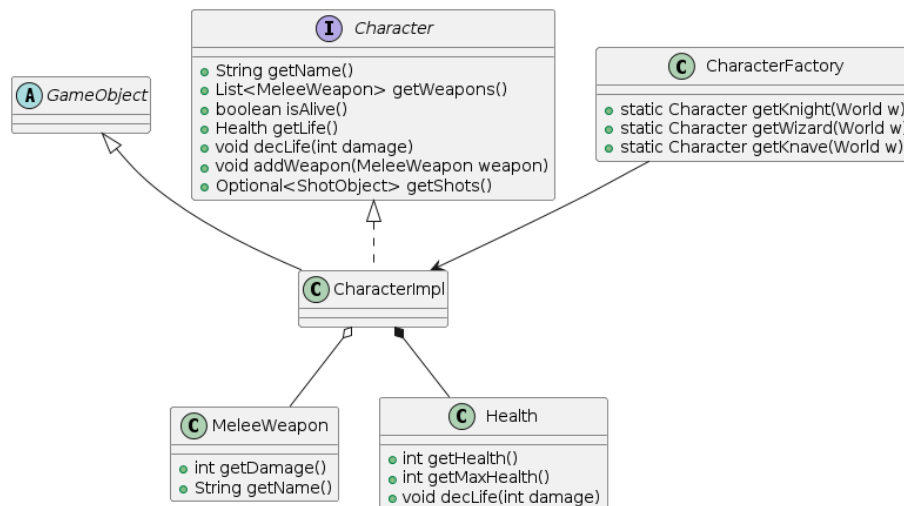 I Character
String getName()
List<MeleeWeapon> getWeapons()
boolean isAlive()
Health getLife()
void decLife(int damage)
void addWeapon(MeleeWeapon weapon)
Optional<ShotObject> getShots()
A GameObject
C CharacterFactory
static Character getKnight(World w)
static Character getWizard(World w)
static Character getKnave(World w)
C CharacterImpl
C MeleeWeapon
int getDamage()
String getName()
C Health
int getHealth()
int getMaxHealth()
void decLife(int damage)